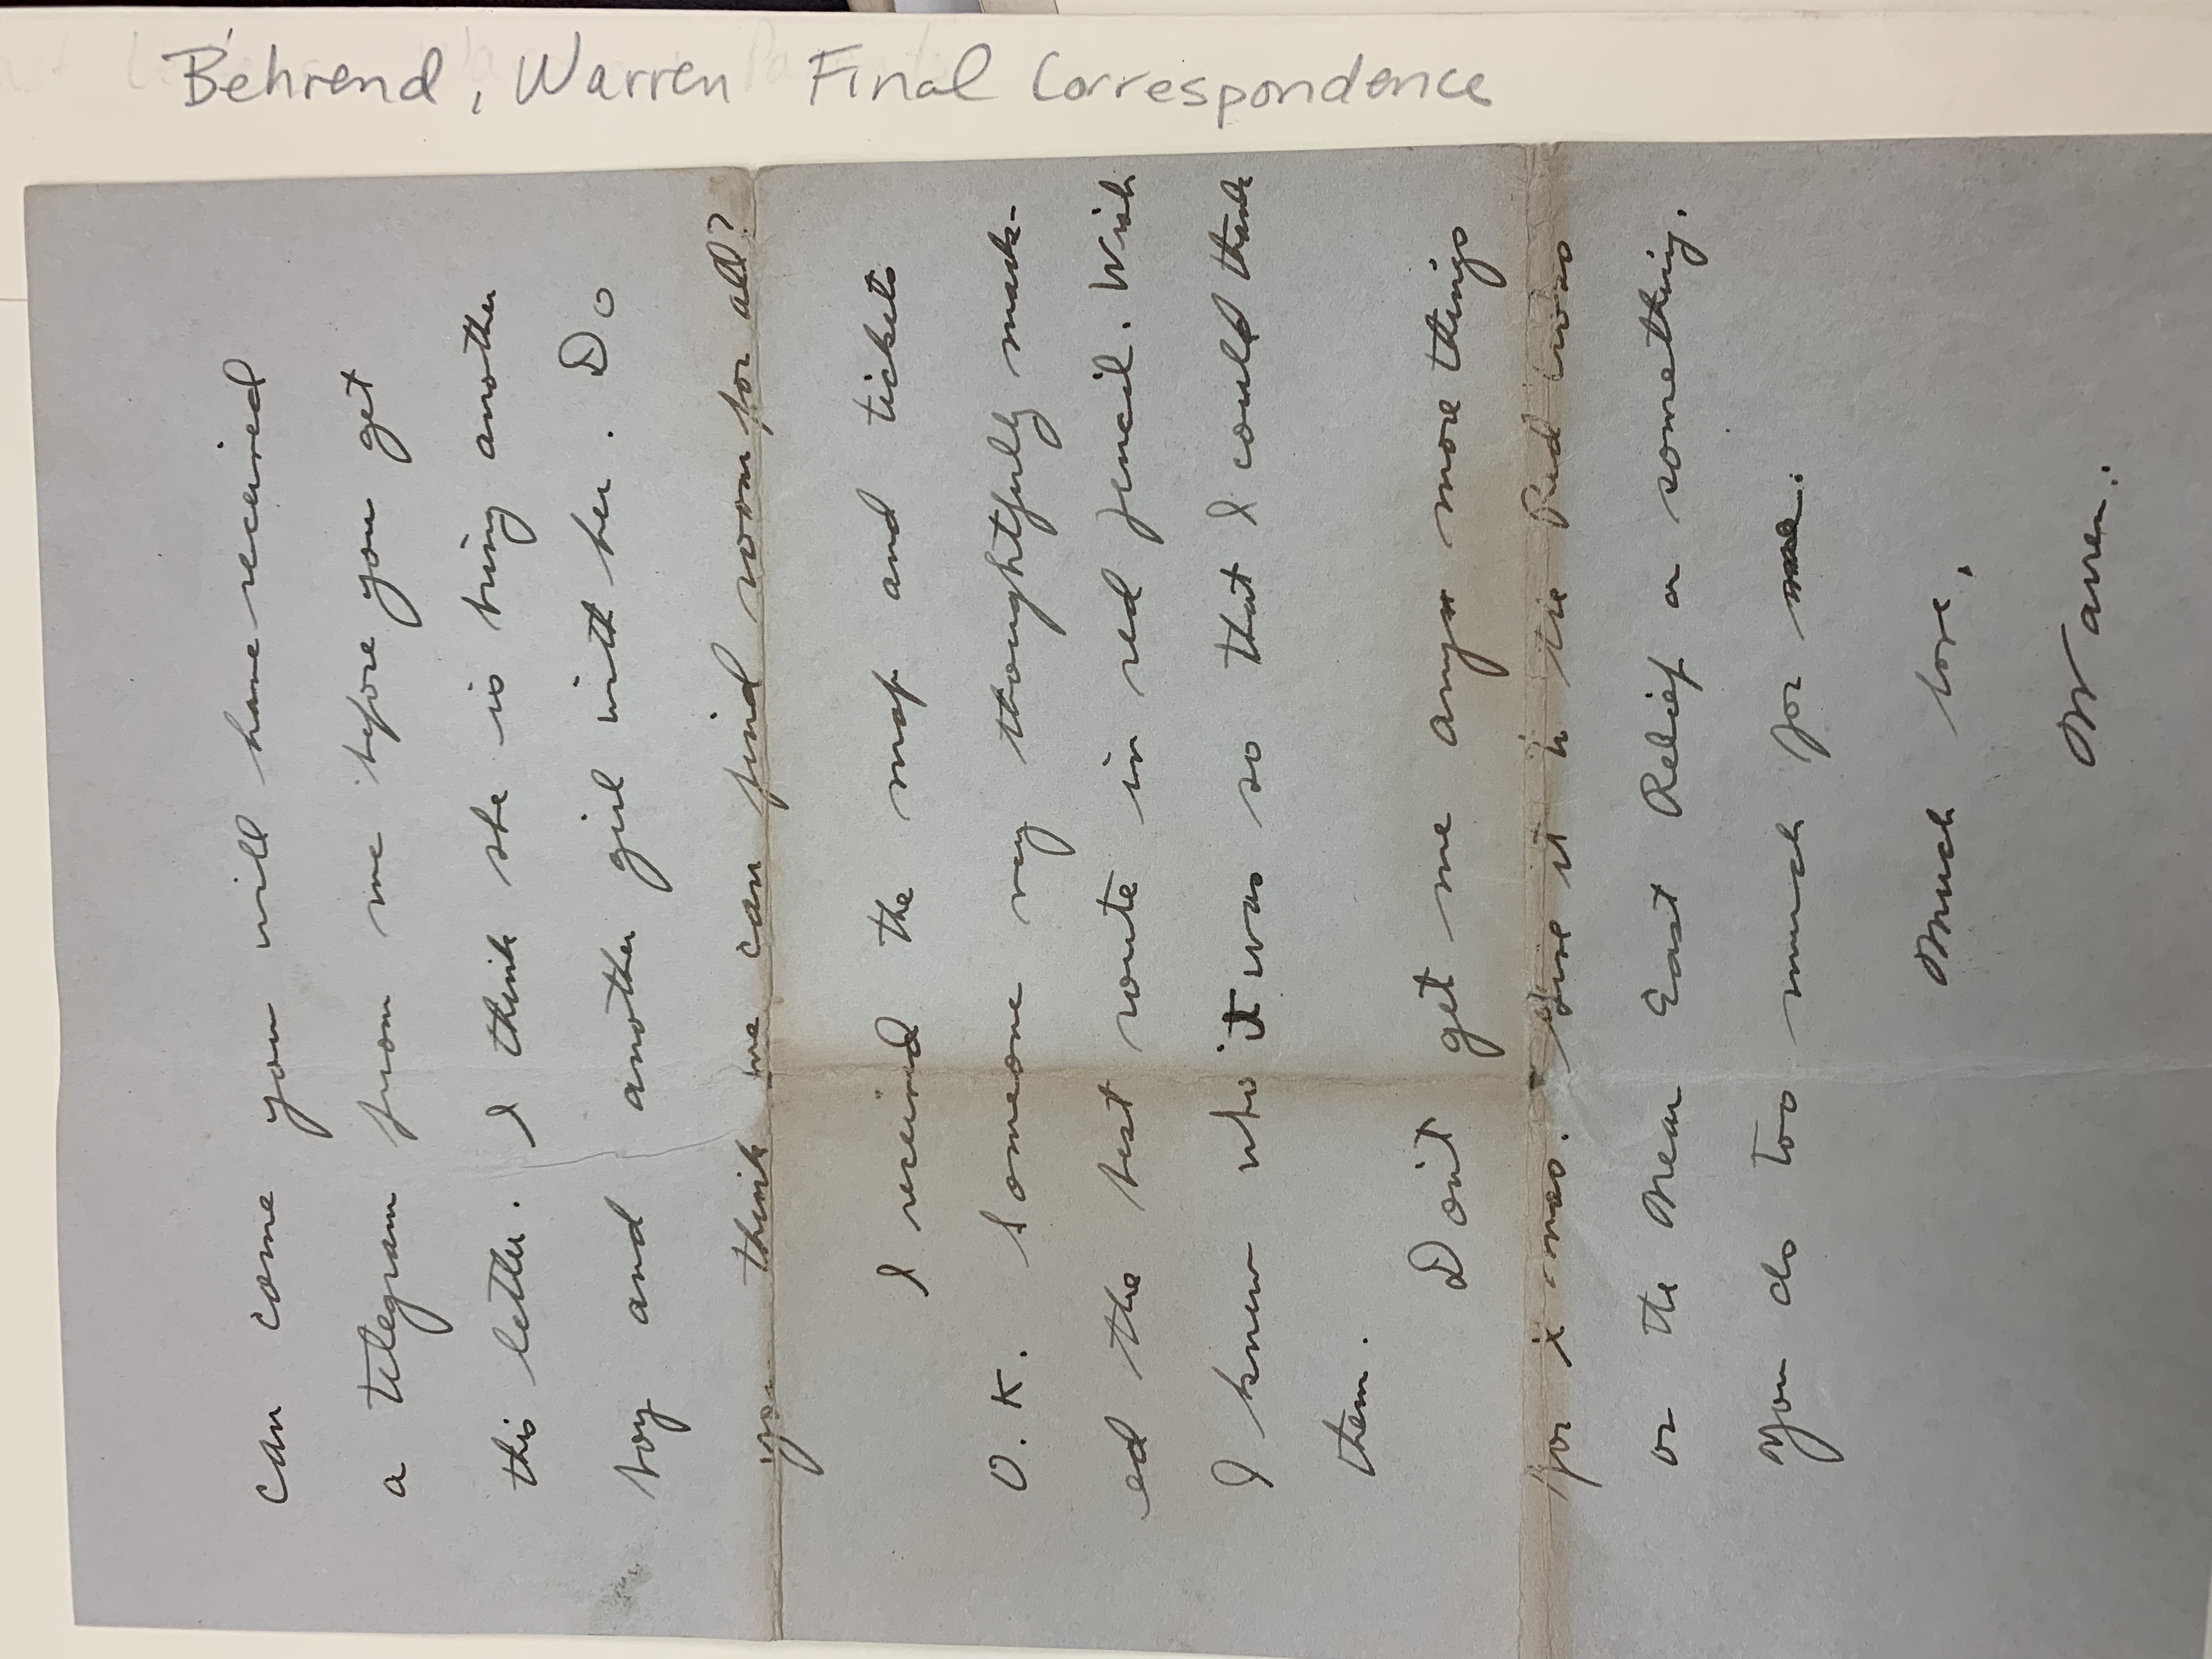 can come you will have received
a telegram from me before you get
this letter. I think she is bring another
boy and another girl with her. Do
you think we can find room for all?
I received the map and tickets
O.K. Someone very thoughtfully mark-
ed the best route in red pencil. Wish
I knew who it was so that I could thank
them.
Don't get me any more things
for x mas. Give it to the Red Cross
or the Near East Relief or something.
You do too much for me.
Much love,
Warren.
Behrend, Warren Final Correspondence